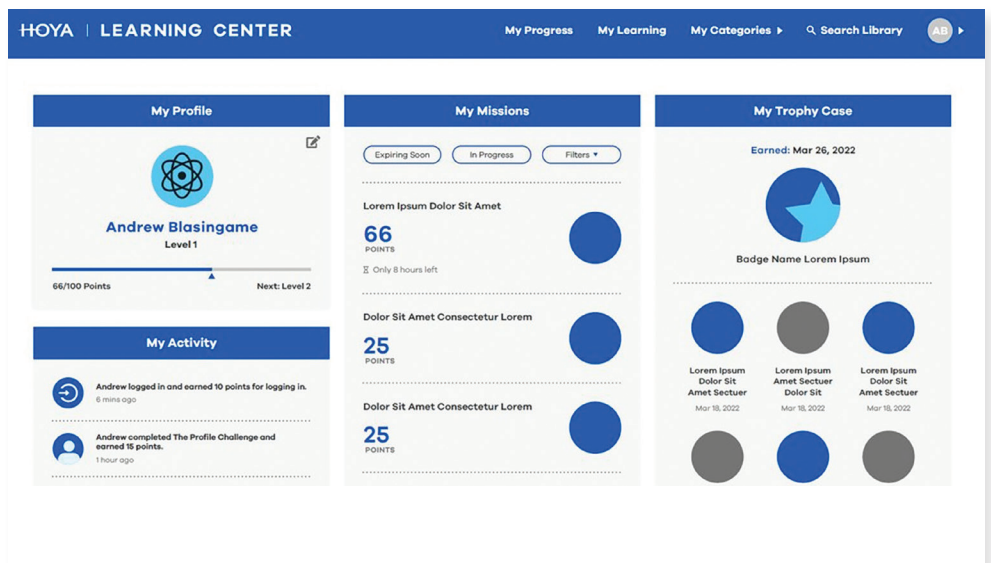 HOYA | LEARNING CENTER
My Progress
My Learning
My Categories
Search Library
AB
My Profile
Andrew Blasingame
Level 1
66/100 Points
Next: Level 2
My Activity
Andrew logged in and earned 10 points for logging in.
6 mins ago
Andrew completed The Profile Challenge and
earned 15 points.
1 hour ago
My Missions
Expiring Soon
In Progress
Filters
Lorem Ipsum Dolor Sit Amet
66
POINTS
Only 8 hours left
Dolor Sit Amet Consectetur Lorem
25
POINTS
Dolor Sit Amet Consectetur Lorem
25
POINTS
My Trophy Case
Earned: Mar 26, 2022
Badge Name Lorem Ipsum
Lorem Ipsum
Dolor Sit
Amet Sectuer
Mar 18, 2022
Lorem Ipsum
Amet Sectuer
Dolor Sit
Mar 18, 2022
Lorem Ipsum
Dolor Sit
Amet Sectuer
Mar 18, 2022